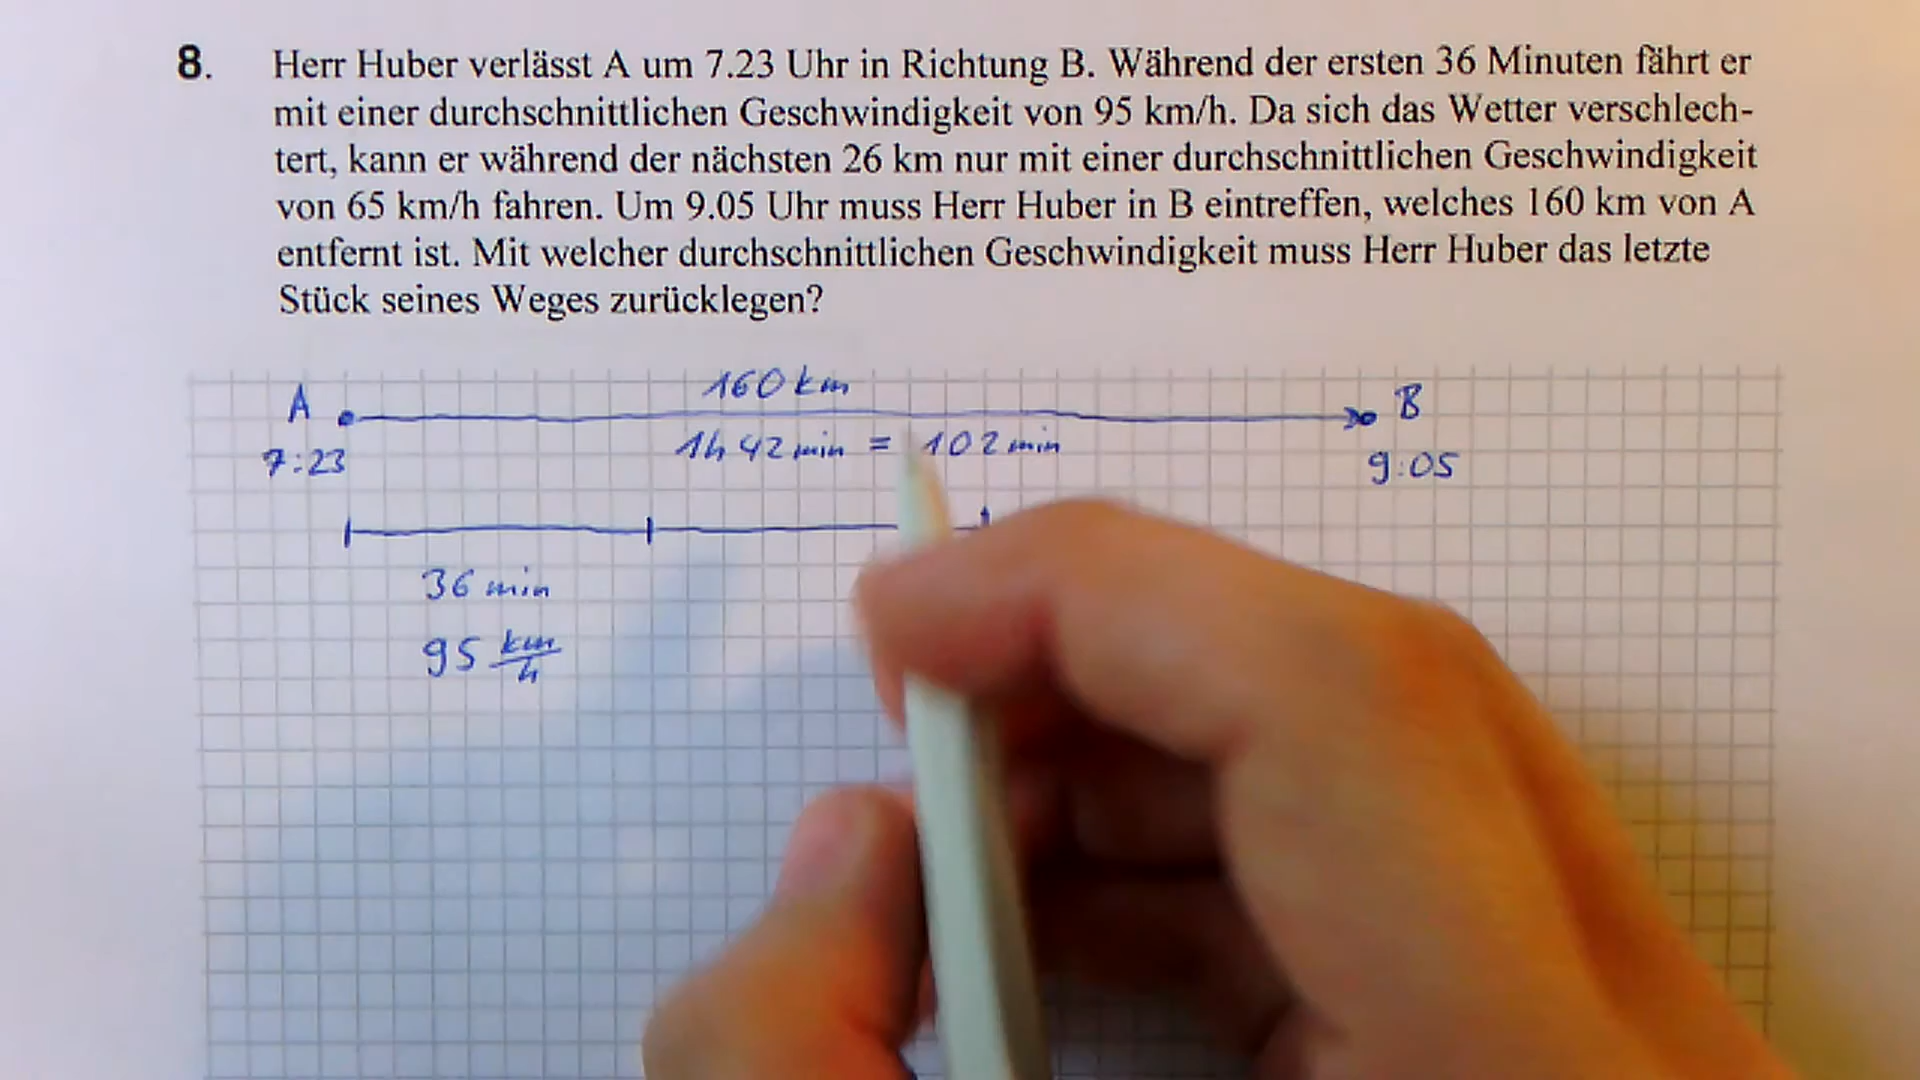 8. Herr Huber verlässt A um 7.23 Uhr in Richtung B. Während der ersten 36 Minuten fährt er
mit einer durchschnittlichen Geschwindigkeit von 95 km/h. Da sich das Wetter verschlech-
tert, kann er während der nächsten 26 km nur mit einer durchschnittlichen Geschwindigkeit
von 65 km/h fahren. Um 9.05 Uhr muss Herr Huber in B eintreffen, welches 160 km von A
entfernt ist. Mit welcher durchschnittlichen Geschwindigkeit muss Herr Huber das letzte
Stück seines Weges zurücklegen?
A 160 km B
7:23 1h 42 min = 102 min 9:05
36 min
95 km/h